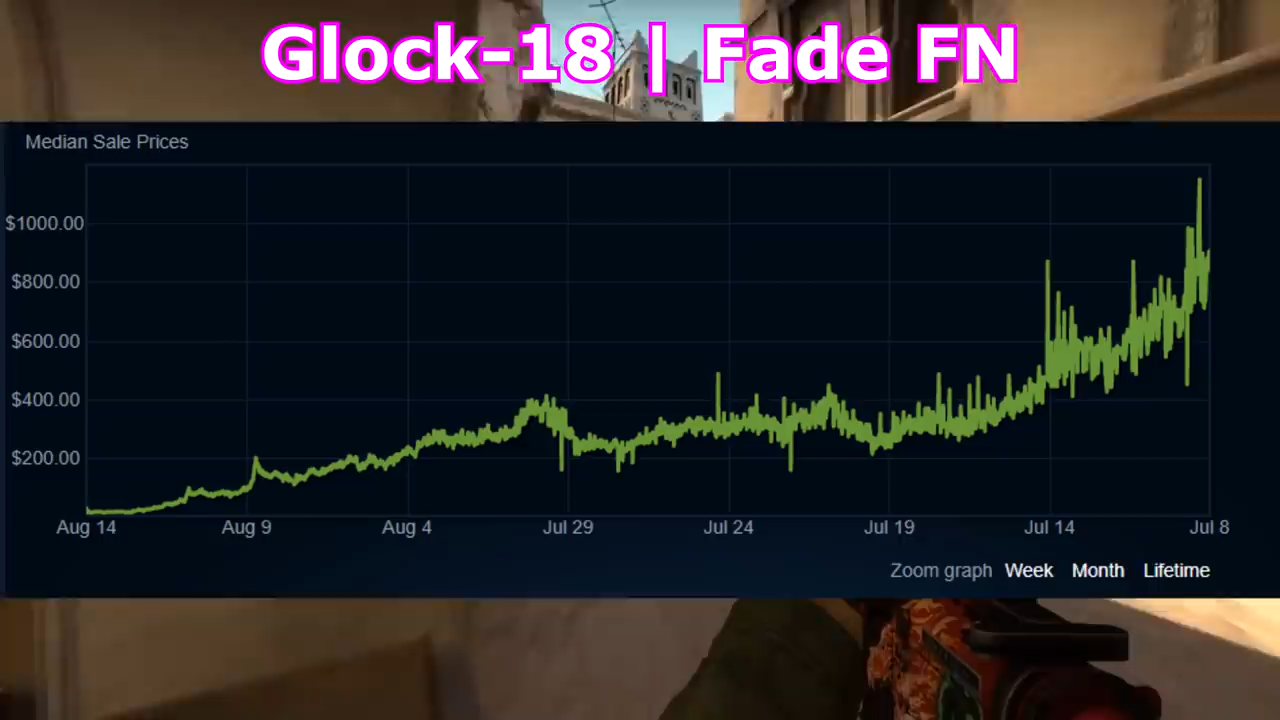 Glock-18 | Fade FN
Median Sale Prices
$1000.00
$800.00
$600.00
$400.00
$200.00
Aug 14 Aug 9 Aug 4 Jul 29 Jul 24 Jul 19 Jul 14 Jul 8
Zoom graph Week Month Lifetime